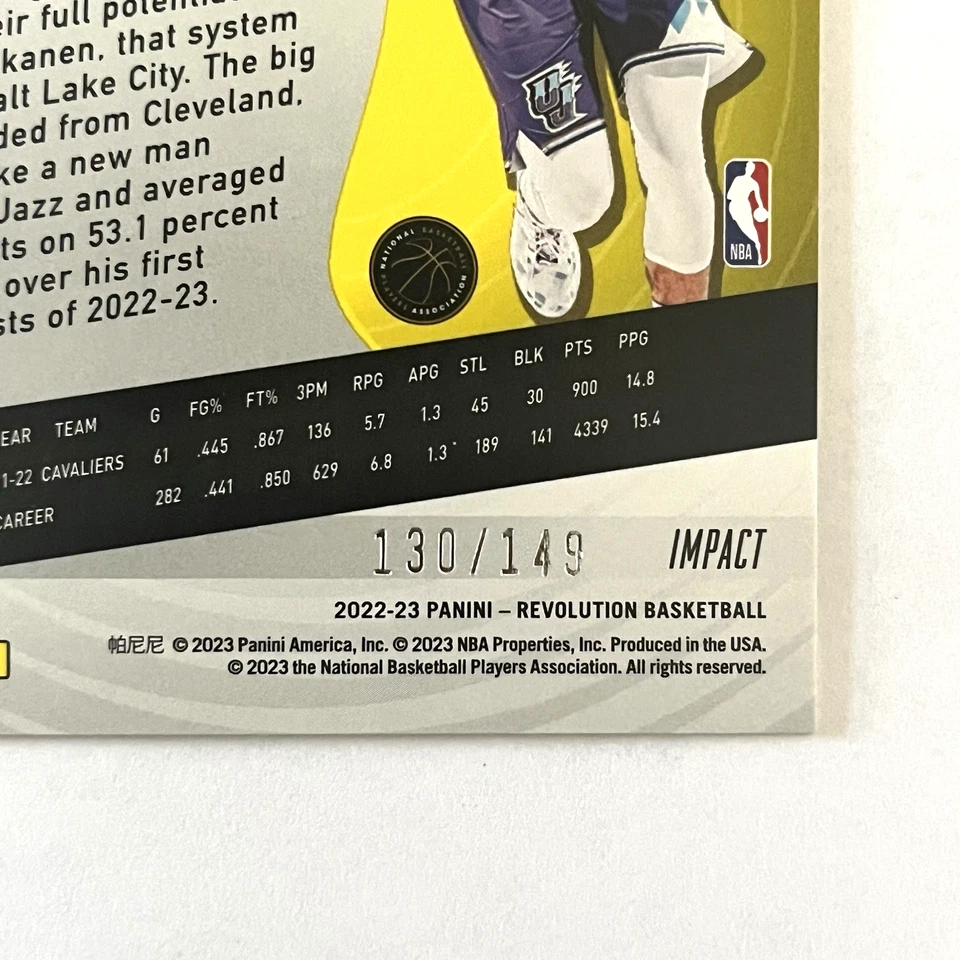 eir full
kanen, that system
alt Lake City. The big
ded from Cleveland,
ke a new man
Jazz and averaged
ts on 53.1 percent
over his first
sts of 2022-23.
UJ
NBA
NATIONAL BASKETBALL
PLAYERS ASSOCIATION
EAR TEAM G FG% FT% 3PM RPG APG STL BLK PTS PPG
1-22 CAVALIERS 61 .445 .867 136 5.7 1.3 45 30 900 14.8
CAREER 282 .441 .850 629 6.8 1.3 189 141 4339 15.4
130/149 IMPACT
2022-23 PANINI – REVOLUTION BASKETBALL
帕尼尼 © 2023 Panini America, Inc. © 2023 NBA Properties, Inc. Produced in the USA.
© 2023 the National Basketball Players Association. All rights reserved.